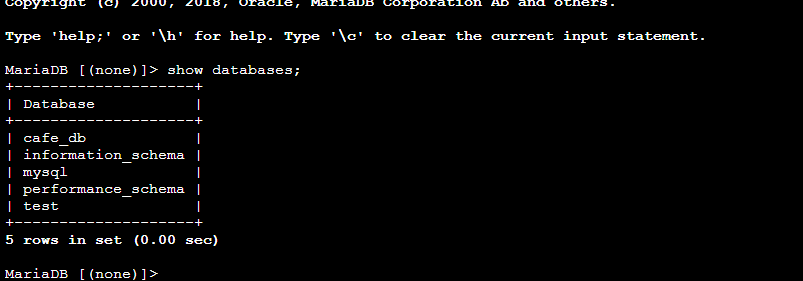 Copyright (c) 2000, 2018, Oracle, MariaDB Corporation Ab and others.
Type 'help;' or '\h' for help. Type '\c' to clear the current input statement.
MariaDB [(none)]> show databases;
+--------------------+
| Database           |
+--------------------+
| cafe_db            |
| information_schema |
| mysql              |
| performance_schema |
| test               |
+--------------------+
5 rows in set (0.00 sec)
MariaDB [(none)]>